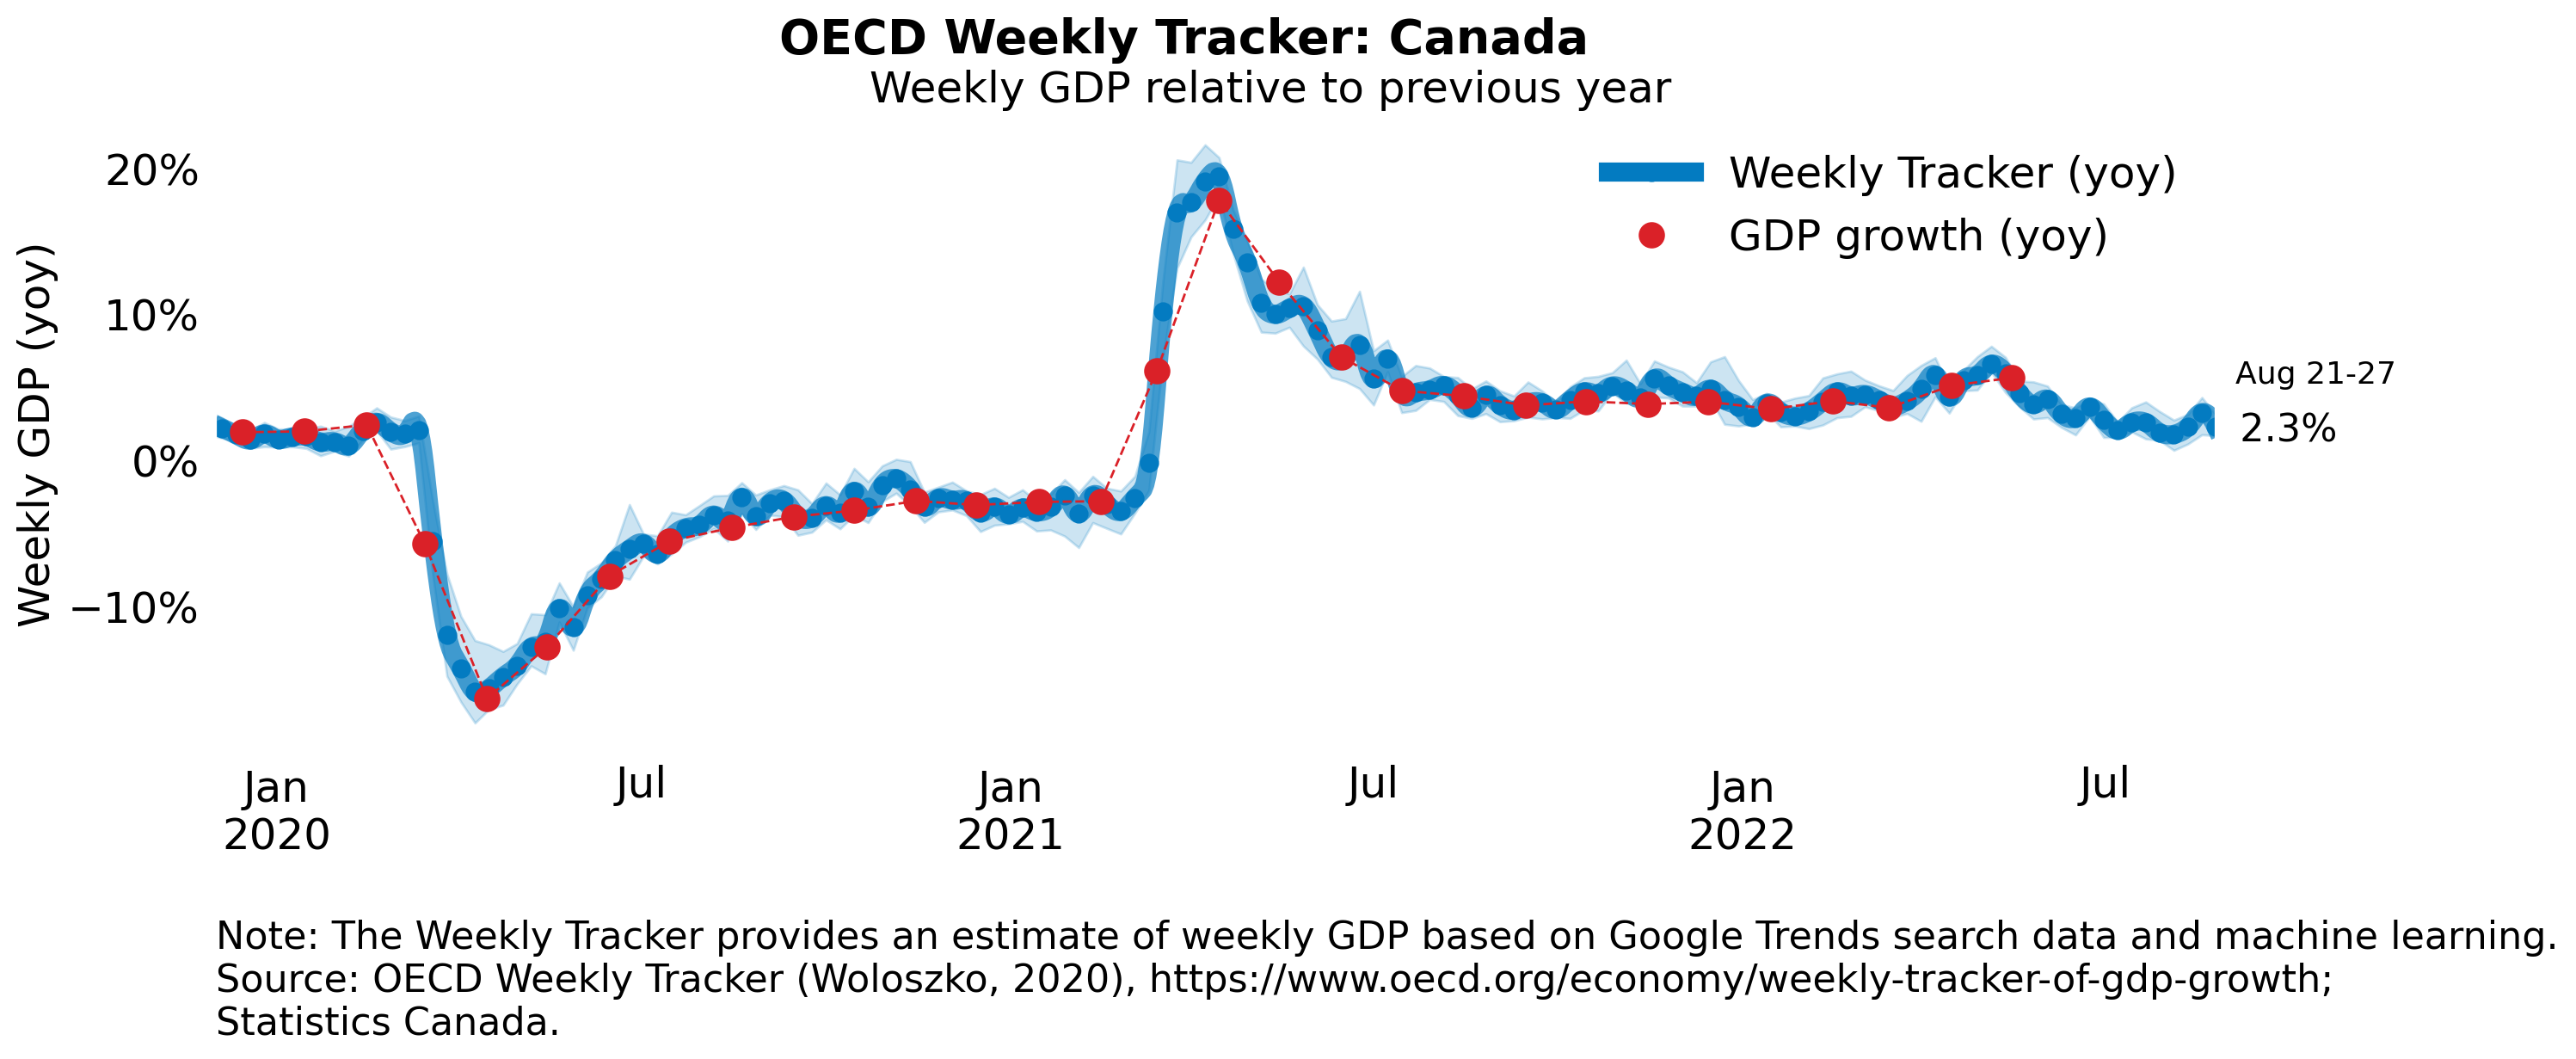 OECD Weekly Tracker: Canada
Weekly GDP relative to previous year
Weekly GDP (yoy)
20%
10%
0%
−10%
Weekly Tracker (yoy)
GDP growth (yoy)
Aug 21-27
2.3%
Jan
2020
Jul
Jan
2021
Jul
Jan
2022
Jul
Note: The Weekly Tracker provides an estimate of weekly GDP based on Google Trends search data and machine learning.
Source: OECD Weekly Tracker (Woloszko, 2020), https://www.oecd.org/economy/weekly-tracker-of-gdp-growth;
Statistics Canada.